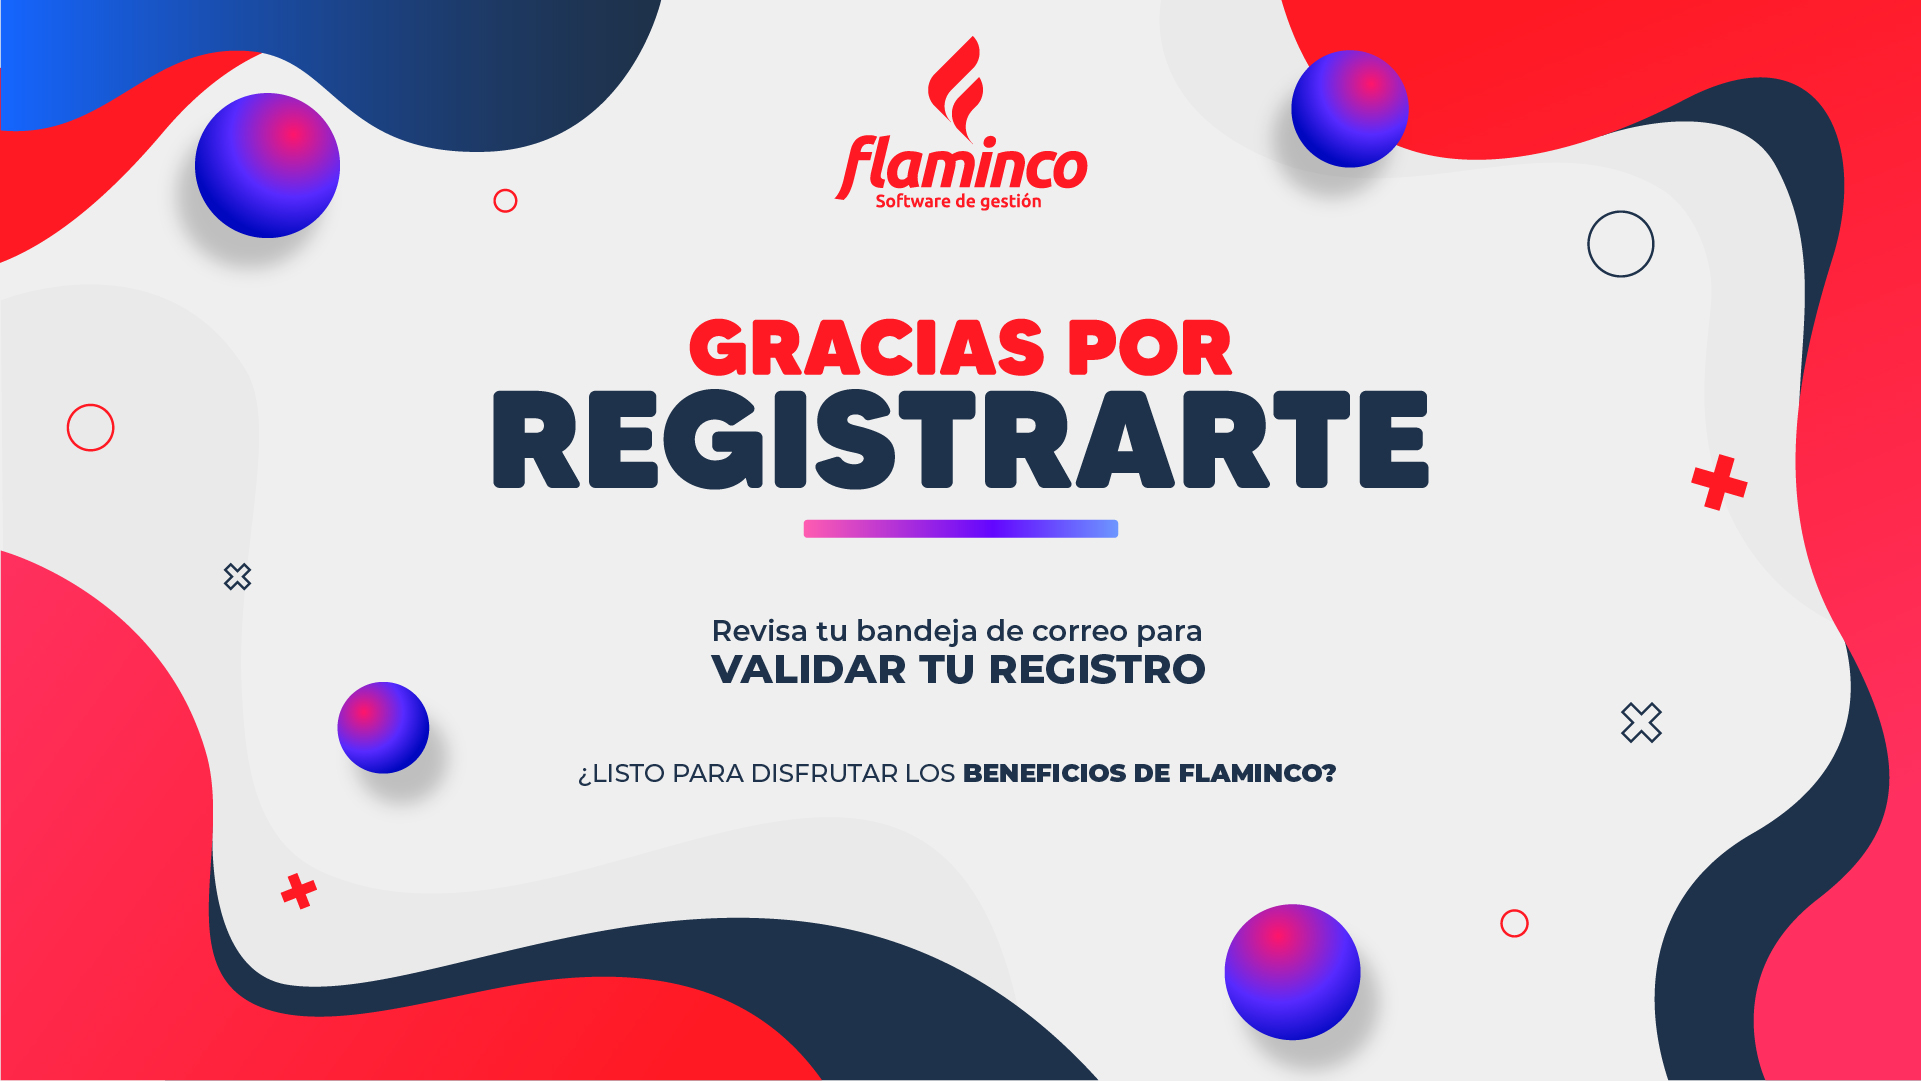 flaminco
Software de gestión
GRACIAS POR
REGISTRARTE
Revisa tu bandeja de correo para
VALIDAR TU REGISTRO
¿LISTO PARA DISFRUTAR LOS BENEFICIOS DE FLAMINCO?